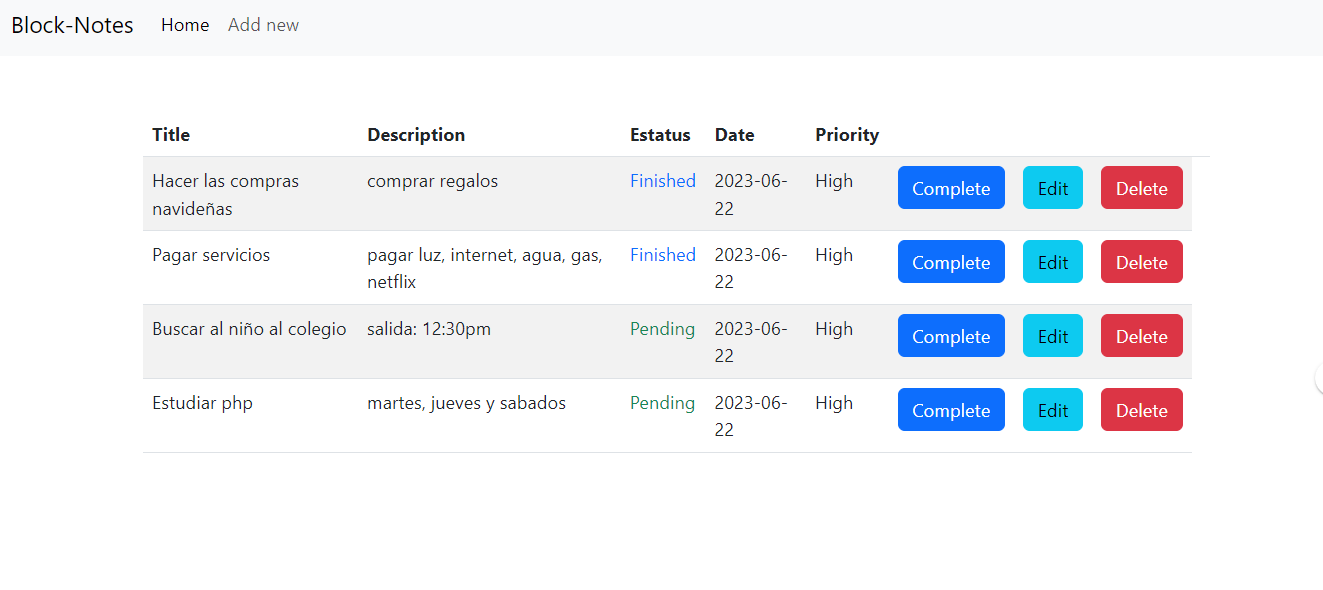 Block-Notes Home Add new
Title Description Estatus Date Priority
Hacer las compras navideñas comprar regalos Finished 2023-06-22 High Complete Edit Delete
Pagar servicios pagar luz, internet, agua, gas, netflix Finished 2023-06-22 High Complete Edit Delete
Buscar al niño al colegio salida: 12:30pm Pending 2023-06-22 High Complete Edit Delete
Estudiar php martes, jueves y sabados Pending 2023-06-22 High Complete Edit Delete